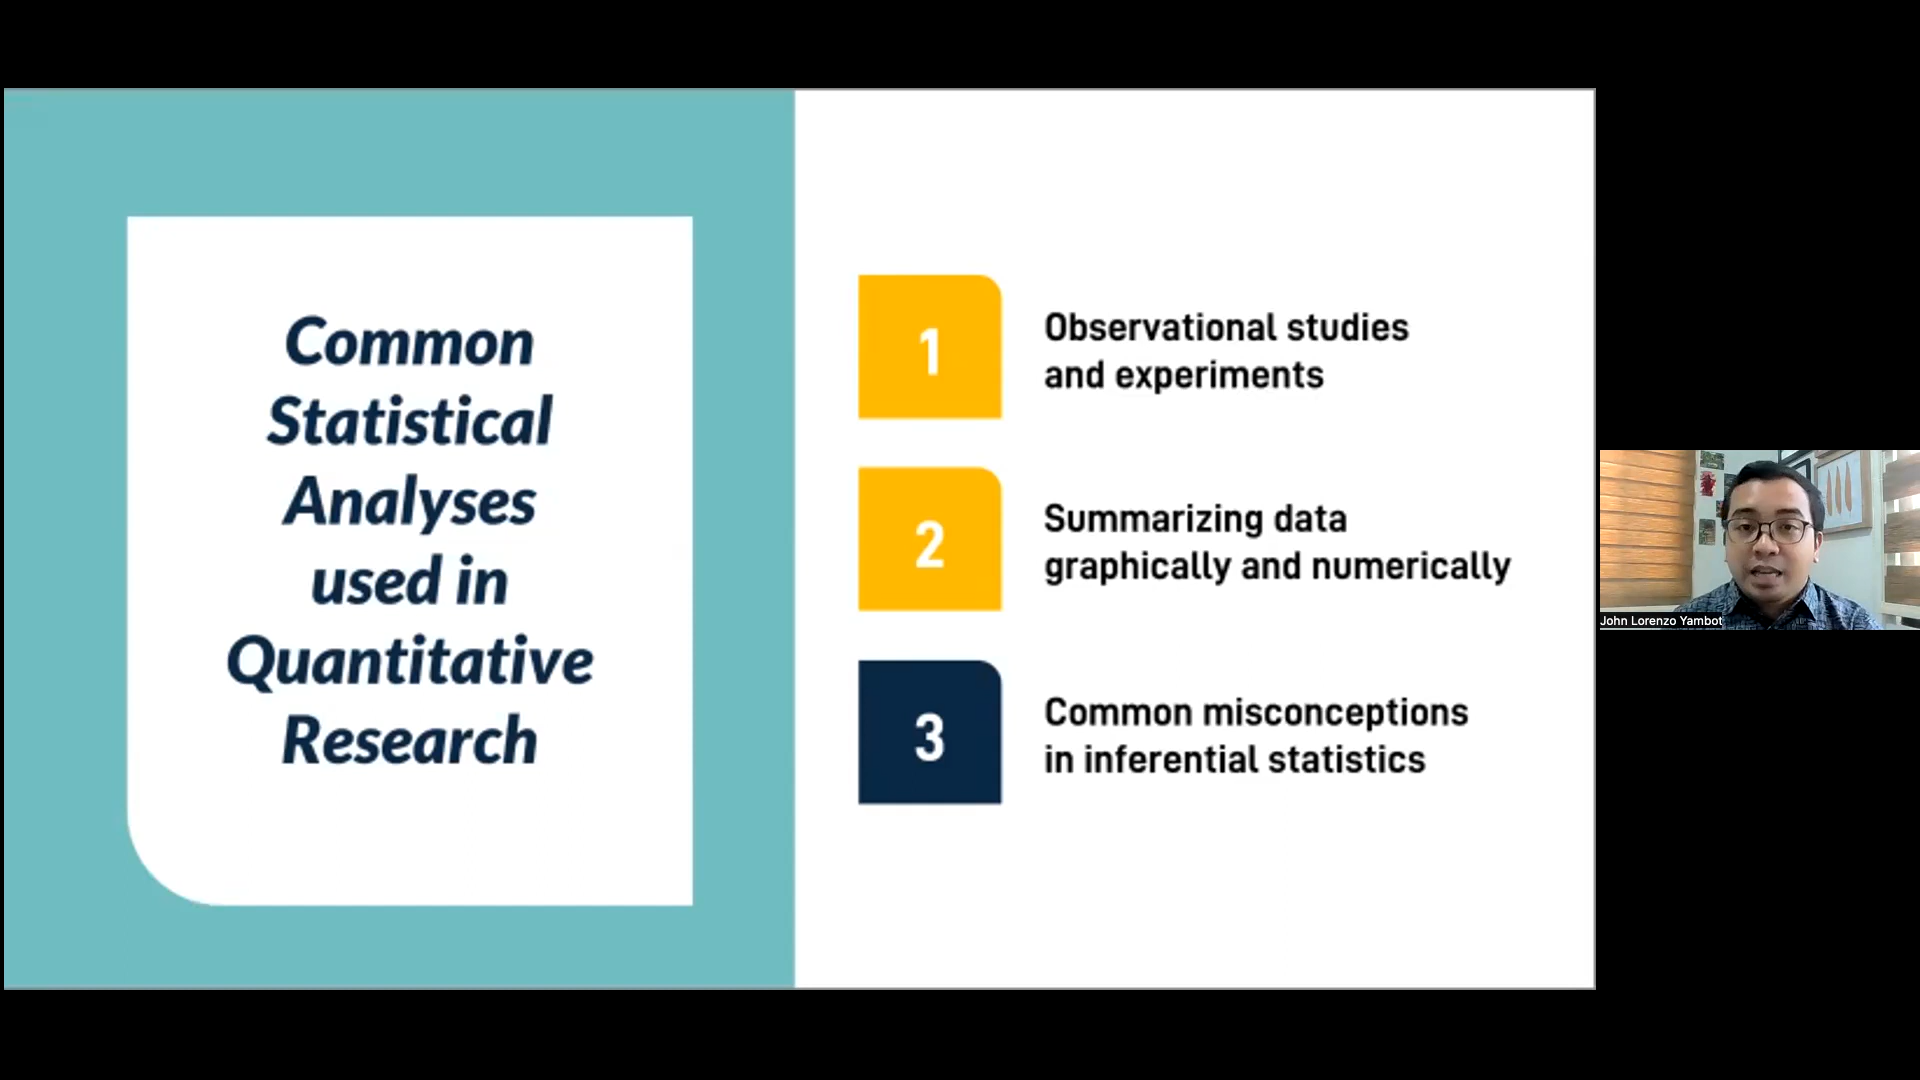 Common
Statistical
Analyses
used in
Quantitative
Research
1
Observational studies
and experiments
2
Summarizing data
graphically and numerically
3
Common misconceptions
in inferential statistics
John Lorenzo Yambot